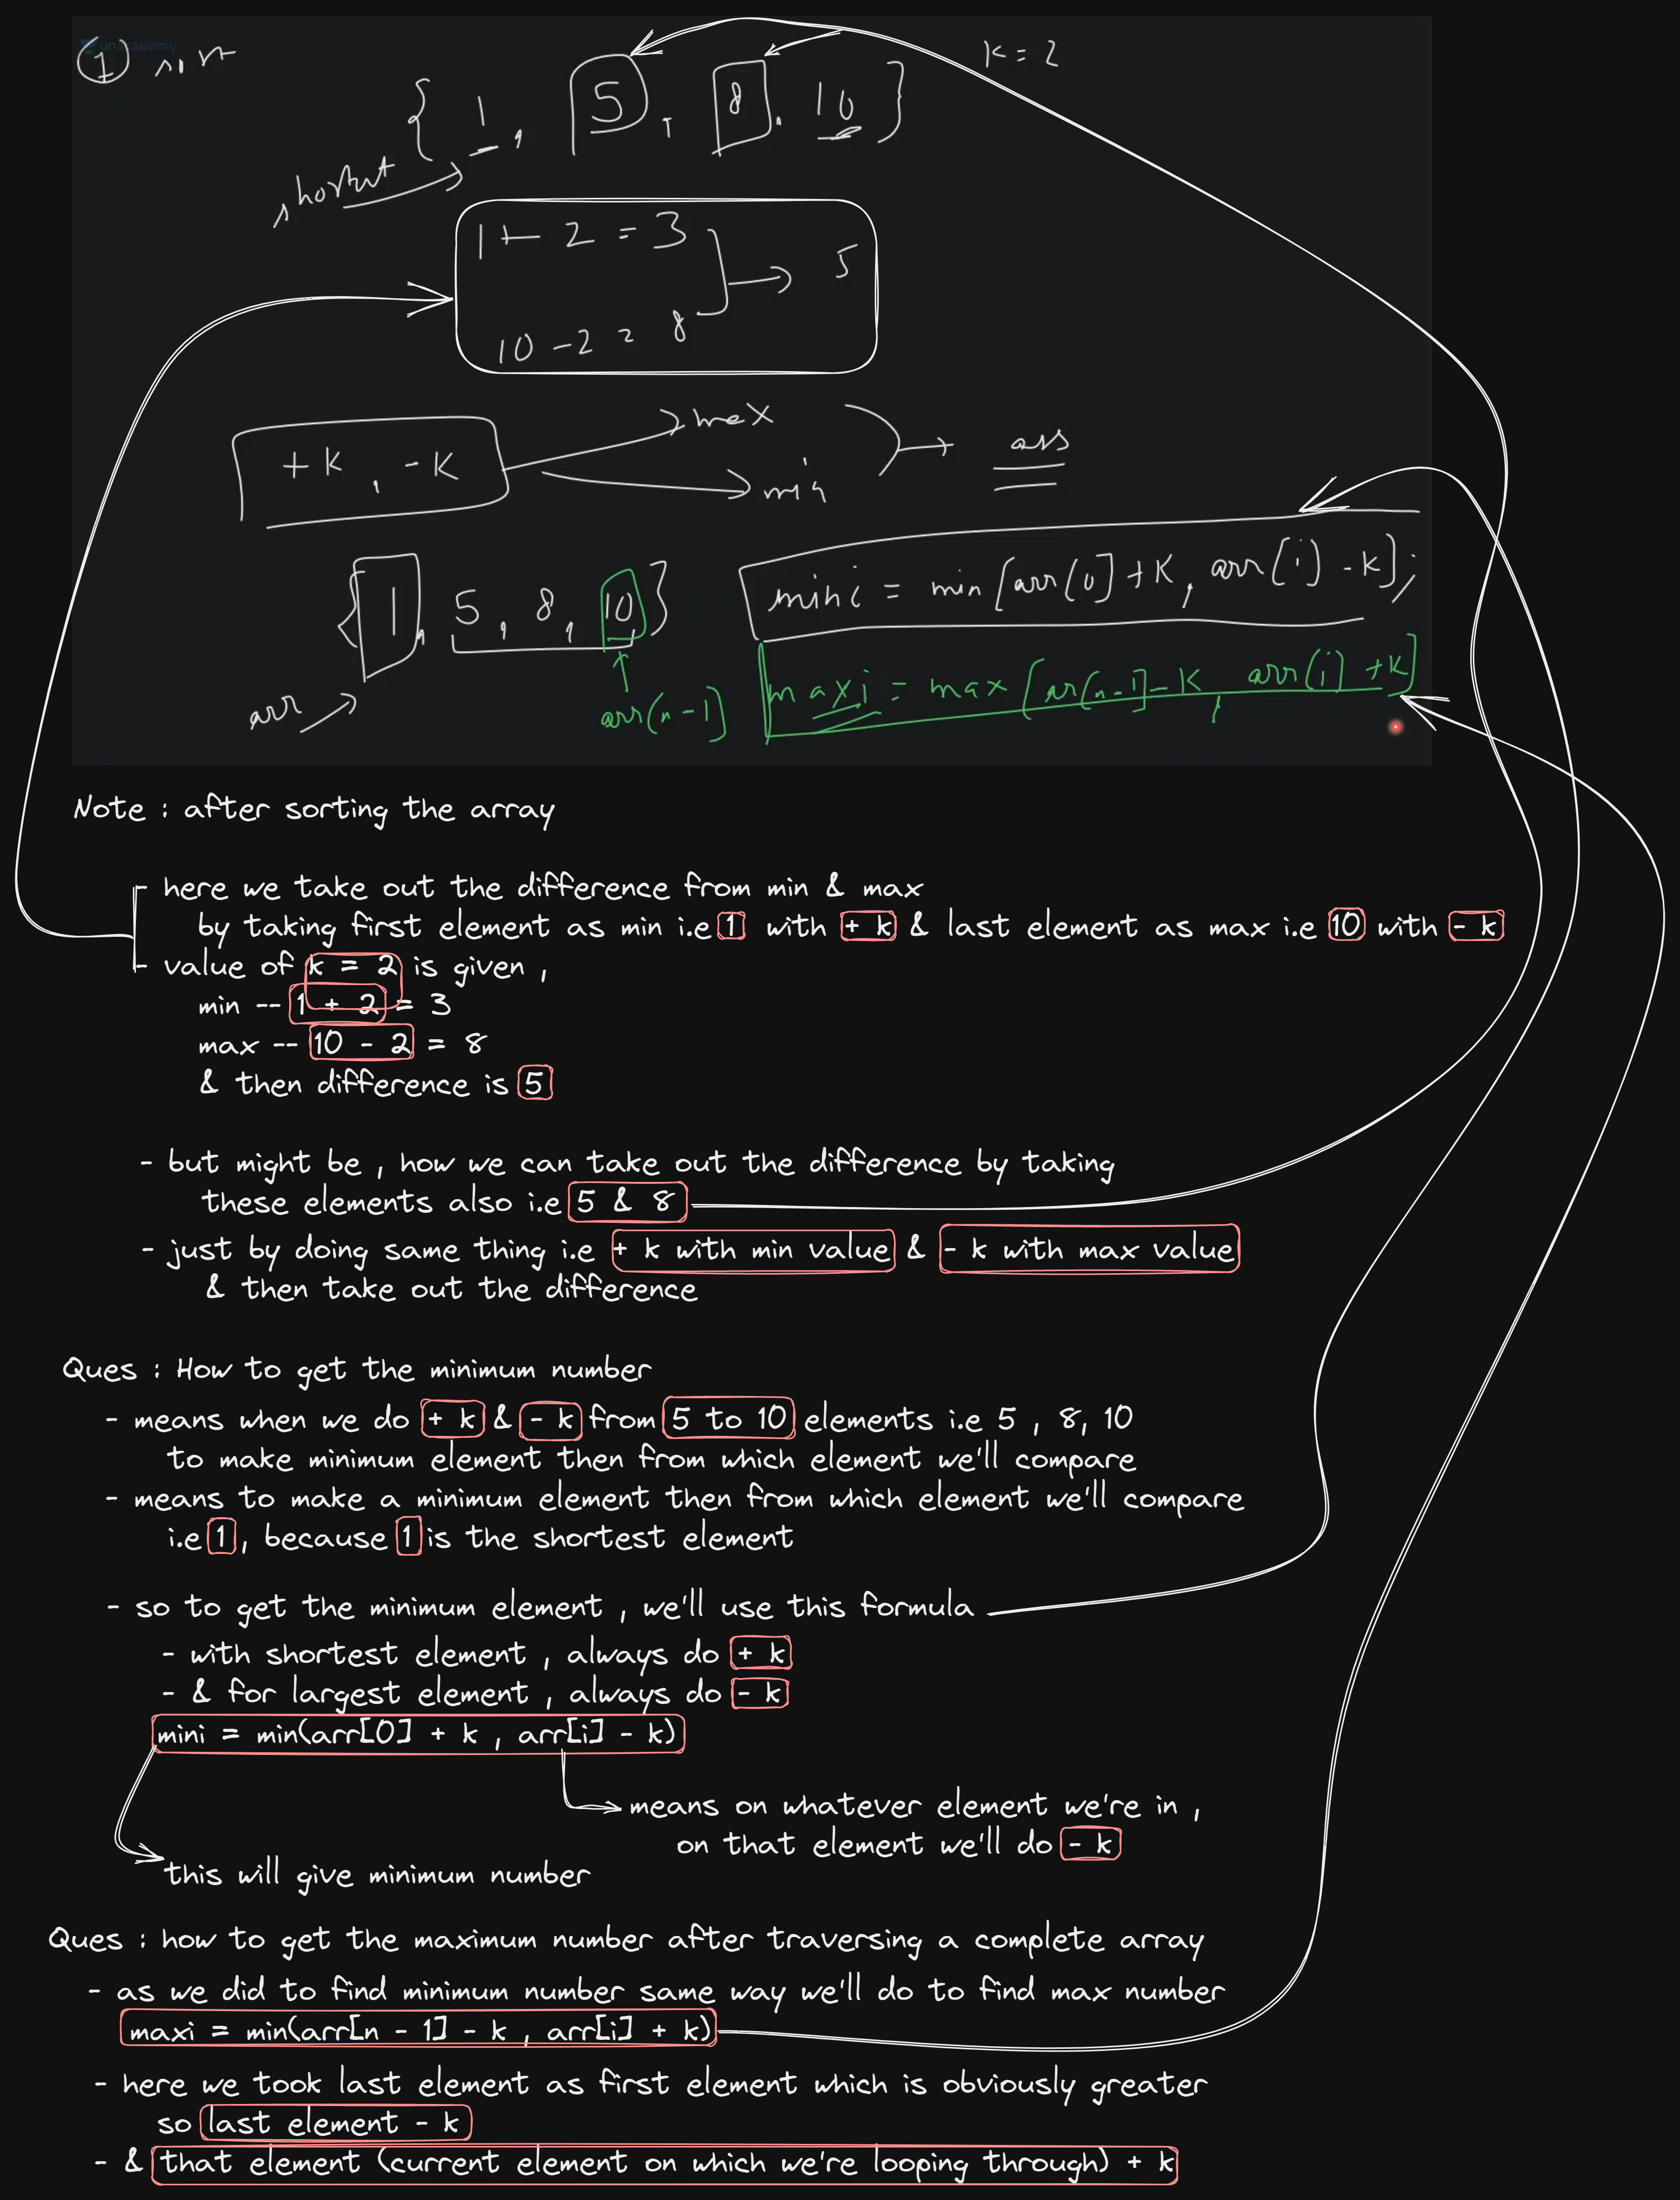 unacademy
① sort
K = 2
{ 1, 5, 8, 10 }
shortest
1 + 2 = 3
5
10 - 2 = 8
+K, -K
max
min
ans
{ 1, 5, 8, 10 }
mini = min [arr(0] + K, arr(i) - K];
arr
arr(n-1)
maxi = max [ar(n-1] - K, arr(i) + K]
Note : after sorting the array
- here we take out the difference from min & max
by taking first element as min i.e 1 with + k & last element as max i.e 10 with - k
- value of k = 2 is given ,
min -- 1 + 2 = 3
max -- 10 - 2 = 8
& then difference is 5
- but might be , how we can take out the difference by taking
these elements also i.e 5 & 8
- just by doing same thing i.e + k with min value & - k with max value
& then take out the difference
Ques : How to get the minimum number
- means when we do + k & - k from 5 to 10 elements i.e 5 , 8, 10
to make minimum element then from which element we'll compare
- means to make a minimum element then from which element we'll compare
i.e 1 , because 1 is the shortest element
- so to get the minimum element , we'll use this formula
- with shortest element , always do + k
- & for largest element , always do - k
mini = min(arr[0] + k , arr[i] - k)
means on whatever element we're in ,
on that element we'll do - k
this will give minimum number
Ques : how to get the maximum number after traversing a complete array
- as we did to find minimum number same way we'll do to find max number
maxi = min(arr[n - 1] - k , arr[i] + k)
- here we took last element as first element which is obviously greater
so last element - k
- & that element (current element on which we're looping through) + k